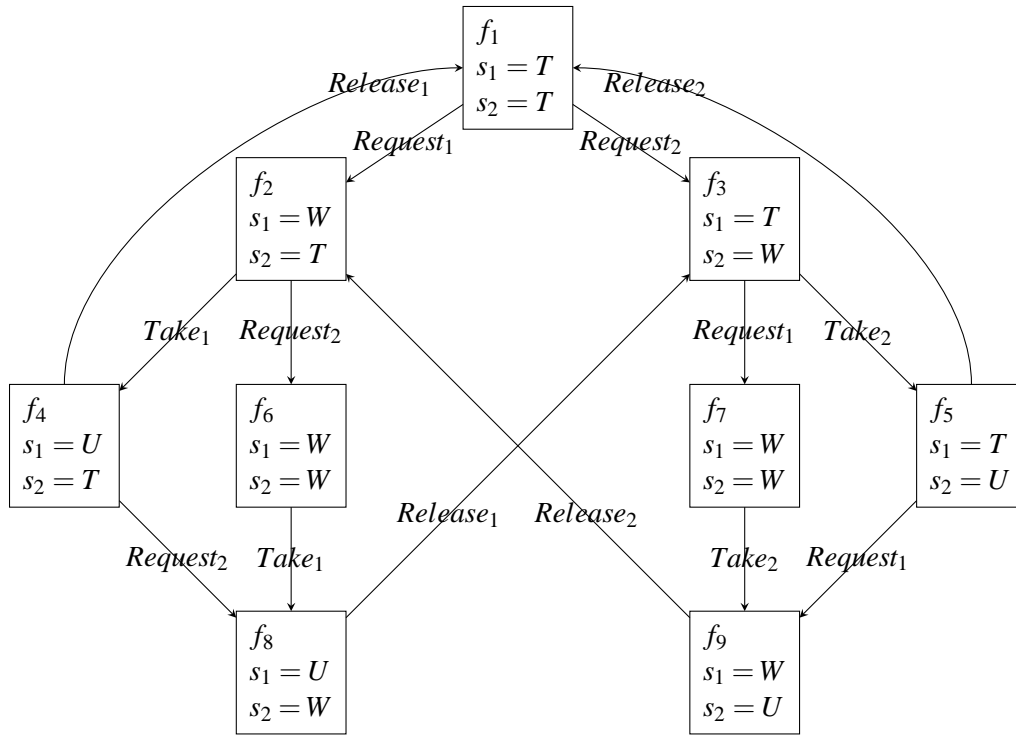 f₁
s₁ = T
s₂ = T
Release₁
Release₂
Request₁
Request₂
f₂
s₁ = W
s₂ = T
f₃
s₁ = T
s₂ = W
Take₁
Request₂
Request₁
Take₂
f₄
s₁ = U
s₂ = T
f₆
s₁ = W
s₂ = W
f₇
s₁ = W
s₂ = W
f₅
s₁ = T
s₂ = U
Release₁
Release₂
Request₂
Take₁
Take₂
Request₁
f₈
s₁ = U
s₂ = W
f₉
s₁ = W
s₂ = U